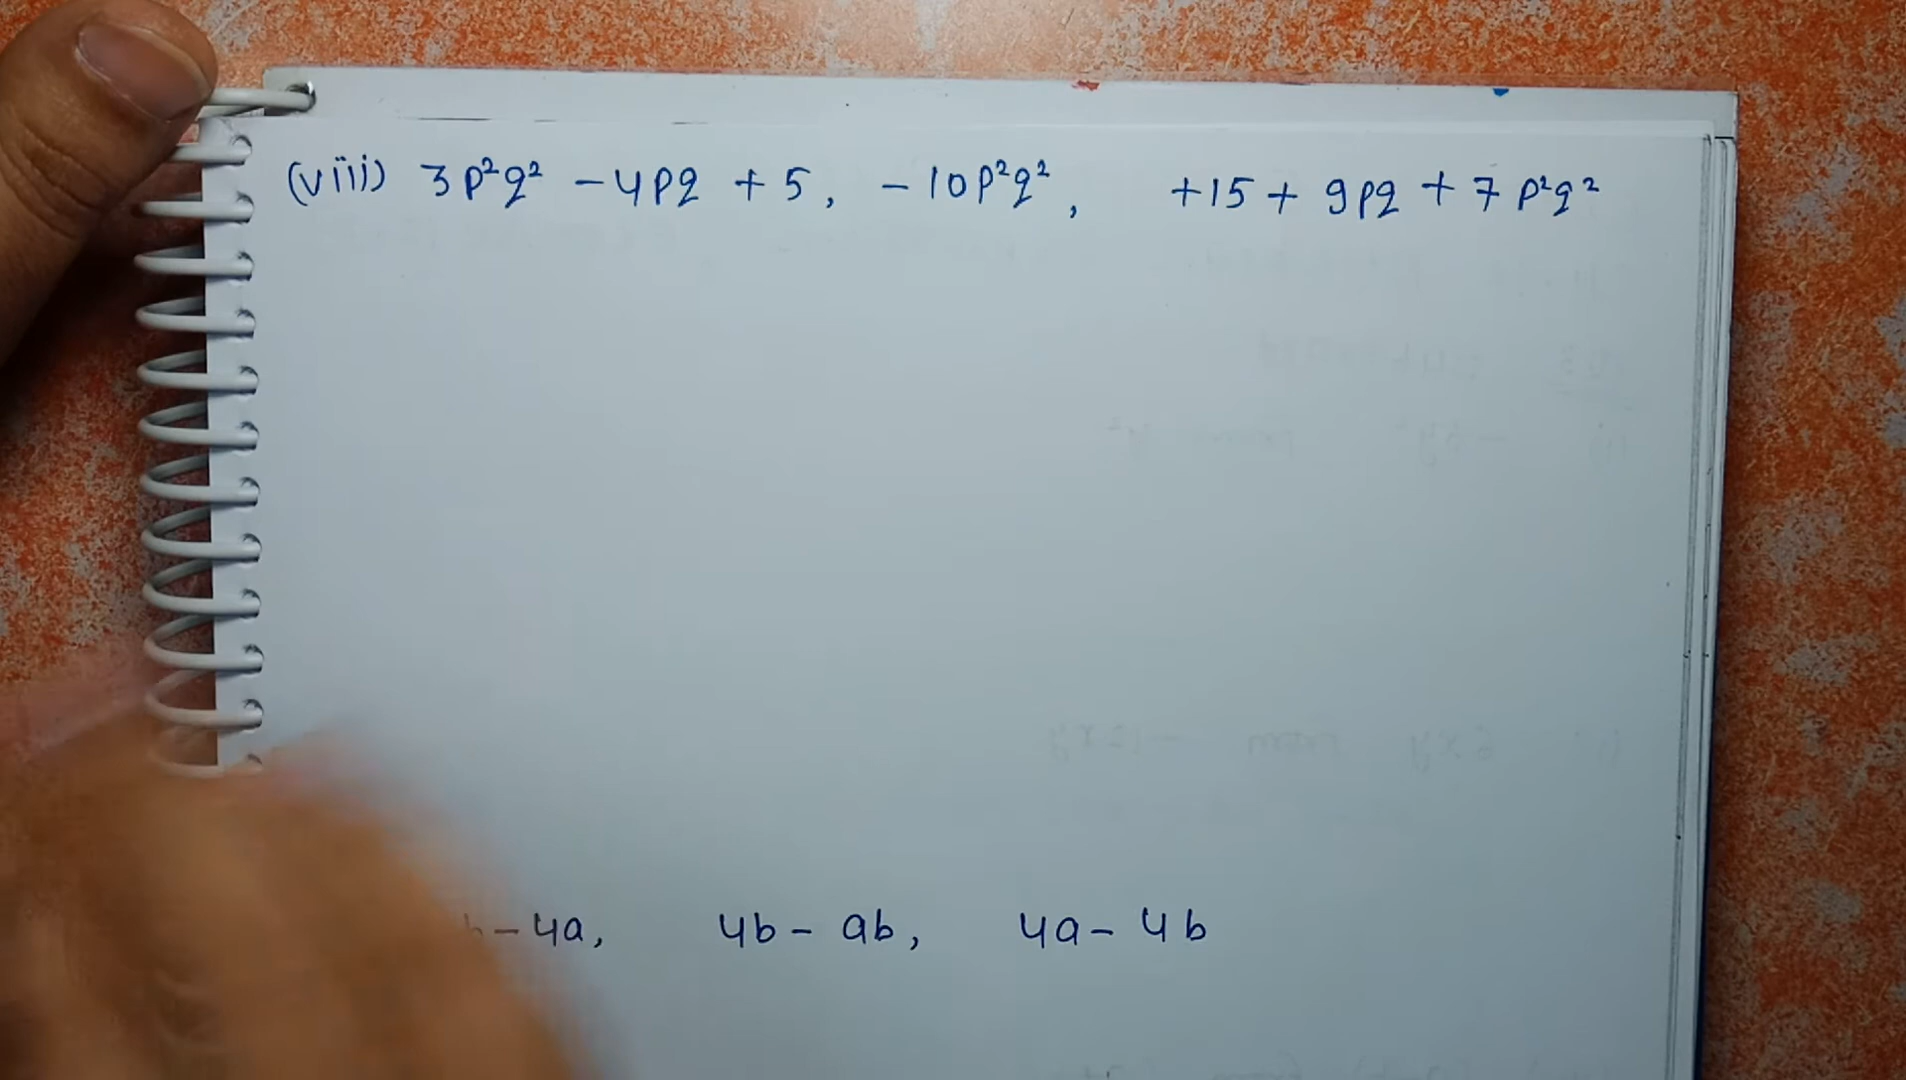 (viii) 3p²q² - 4pq + 5, - 10p²q², +15 + 9pq + 7p²q²
- 4a, 4b - ab, 4a - 4b